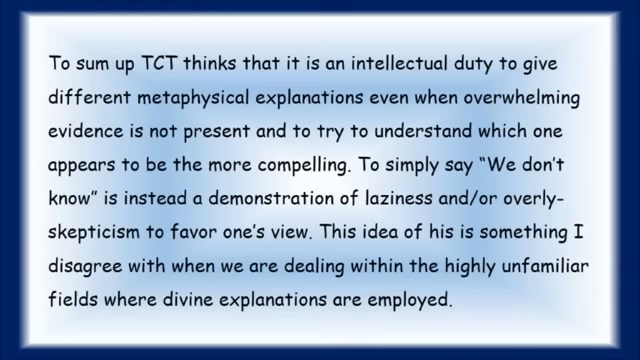 To sum up TCT thinks that it is an intellectual duty to give
different metaphysical explanations even when overwhelming
evidence is not present and to try to understand which one
appears to be the more compelling. To simply say “We don’t
know” is instead a demonstration of laziness and/or overly-
skepticism to favor one’s view. This idea of his is something I
disagree with when we are dealing within the highly unfamiliar
fields where divine explanations are employed.